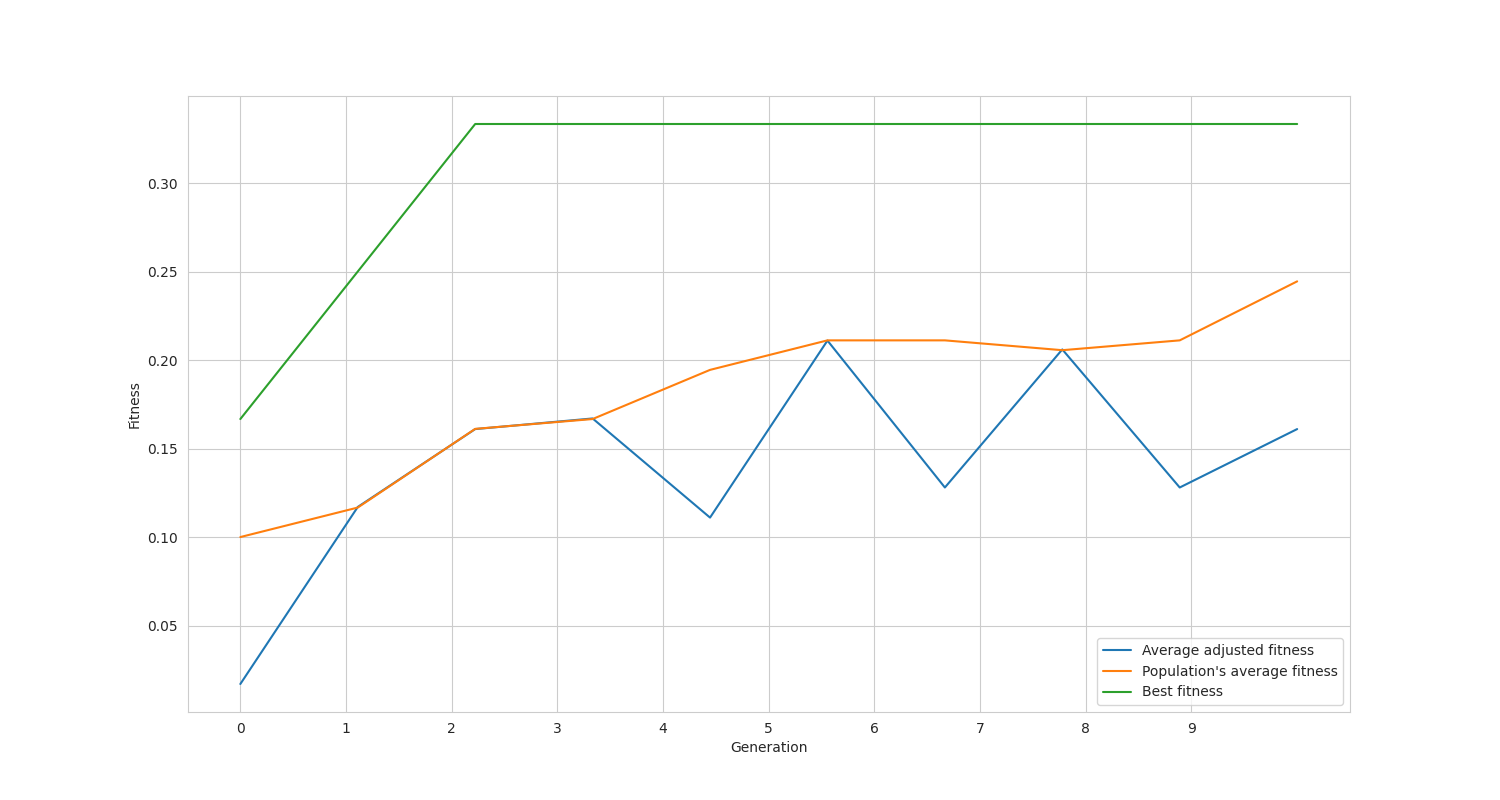 0.30
0.25
0.20
0.15
0.10
0.05
Fitness
0 1 2 3 4 5 6 7 8 9
Generation
Average adjusted fitness
Population's average fitness
Best fitness